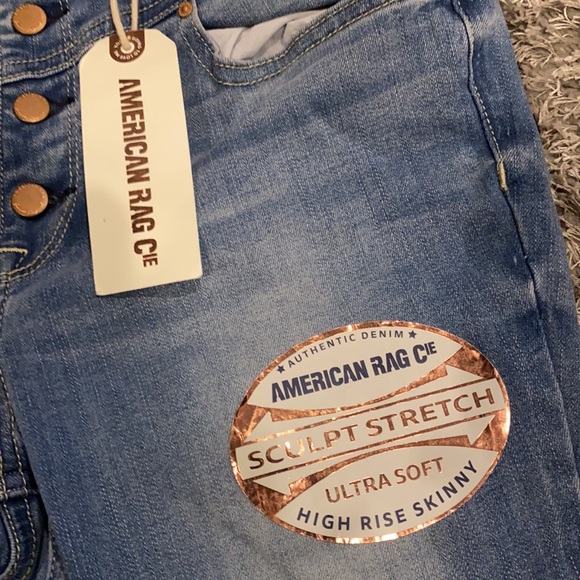 AMERICAN RAG CIE
★ AUTHENTIC DENIM ★
AMERICAN RAG CIE
SCULPT STRETCH
ULTRA SOFT
HIGH RISE SKINNY